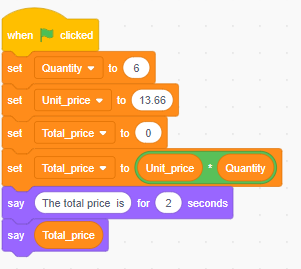 when clicked
set Quantity to 6
set Unit_price to 13.66
set Total_price to 0
set Total_price to Unit_price * Quantity
say The total price is for 2 seconds
say Total_price